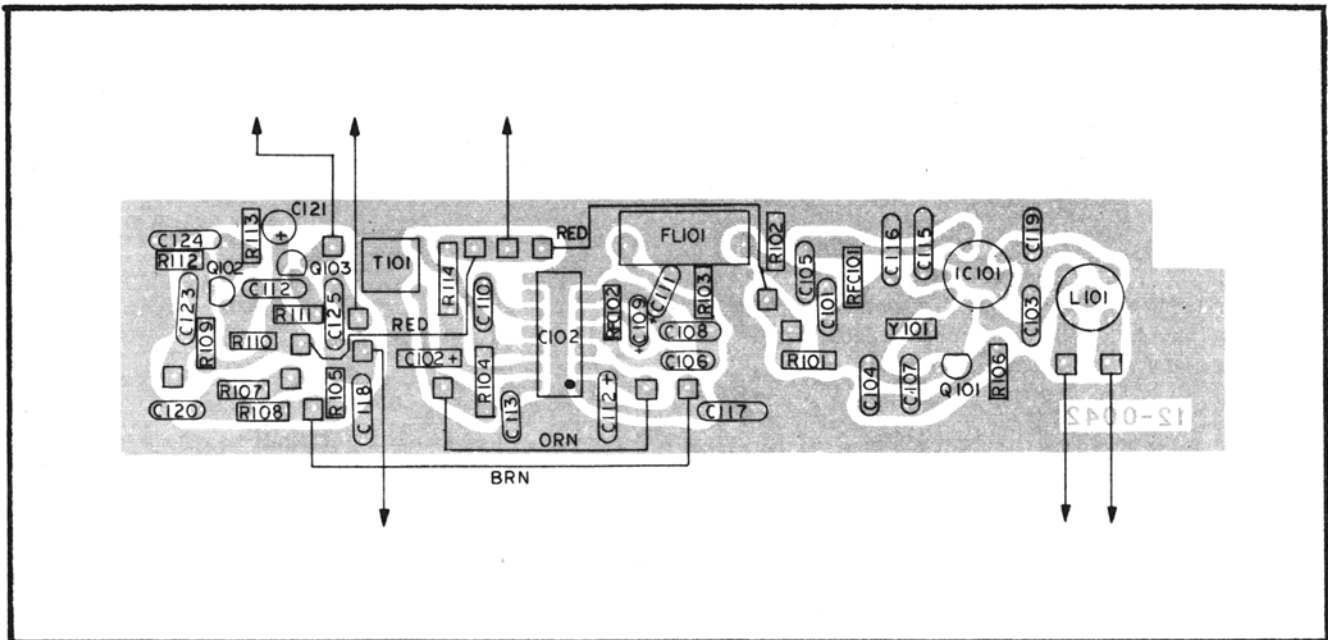 C121
R113
C124
R112
Q102
Q103
C112
C123
R109
R111
C125
R110
R107
R108
R105
C120
C118
T101
R114
C110
RED
RED
C102+
R104
C113
C102
C112+
ORN
BRN
FL101
RFC102
C109
+
C111
+
R103
C108
C106
C117
R102
C105
C101
RFC101
R101
C116
C115
IC101
C119
Y101
C103
L101
C104
C107
Q101
R106
12-0042
+